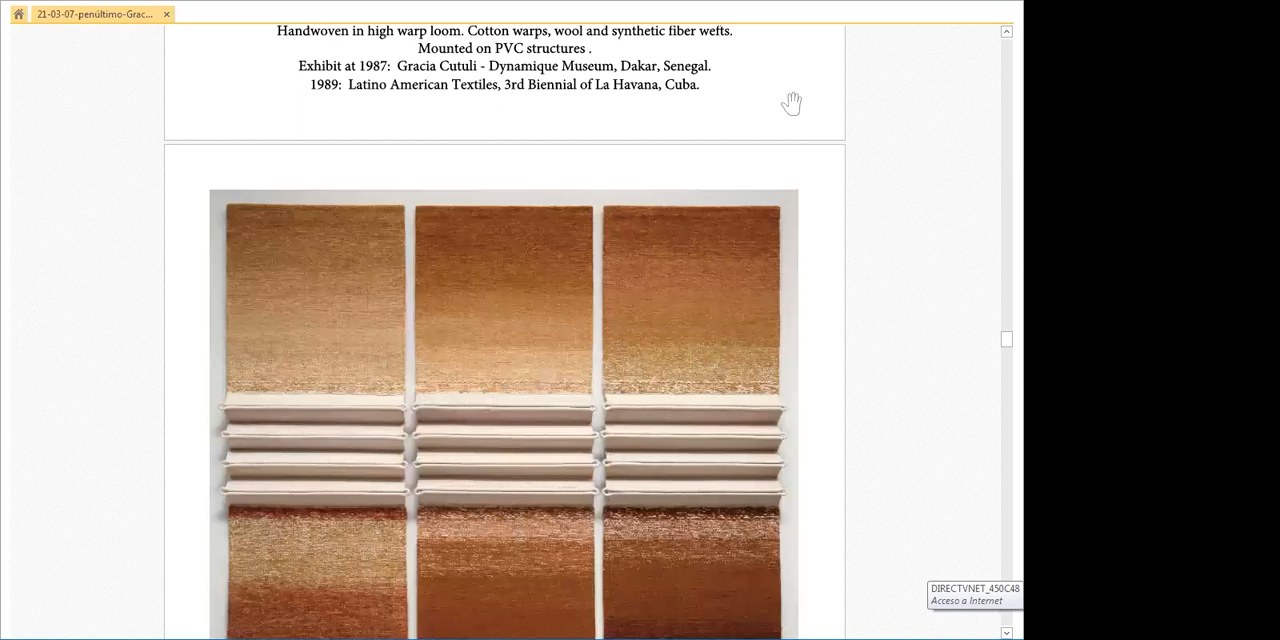 21-03-07-penúltimo-Grac... ×
Handwoven in high warp loom. Cotton warps, wool and synthetic fiber wefts.
Mounted on PVC structures .
Exhibit at 1987: Gracia Cutuli - Dynamique Museum, Dakar, Senegal.
1989: Latino American Textiles, 3rd Biennial of La Havana, Cuba.
DIRECTVNET_450C48
Acceso a Internet